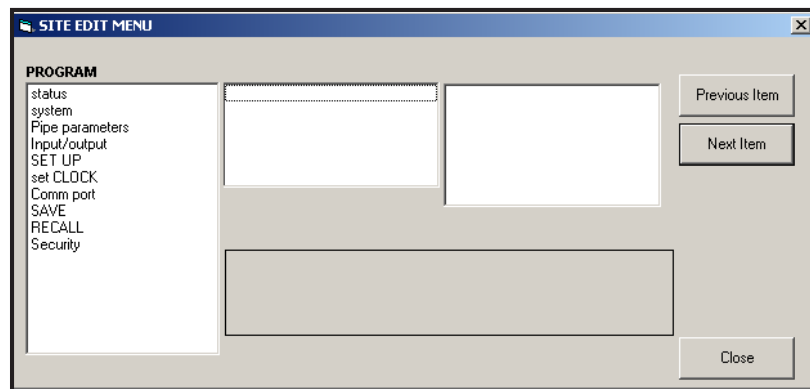 SITE EDIT MENU
PROGRAM
status
system
Pipe parameters
Input/output
SET UP
set CLOCK
Comm port
SAVE
RECALL
Security
Previous Item
Next Item
Close